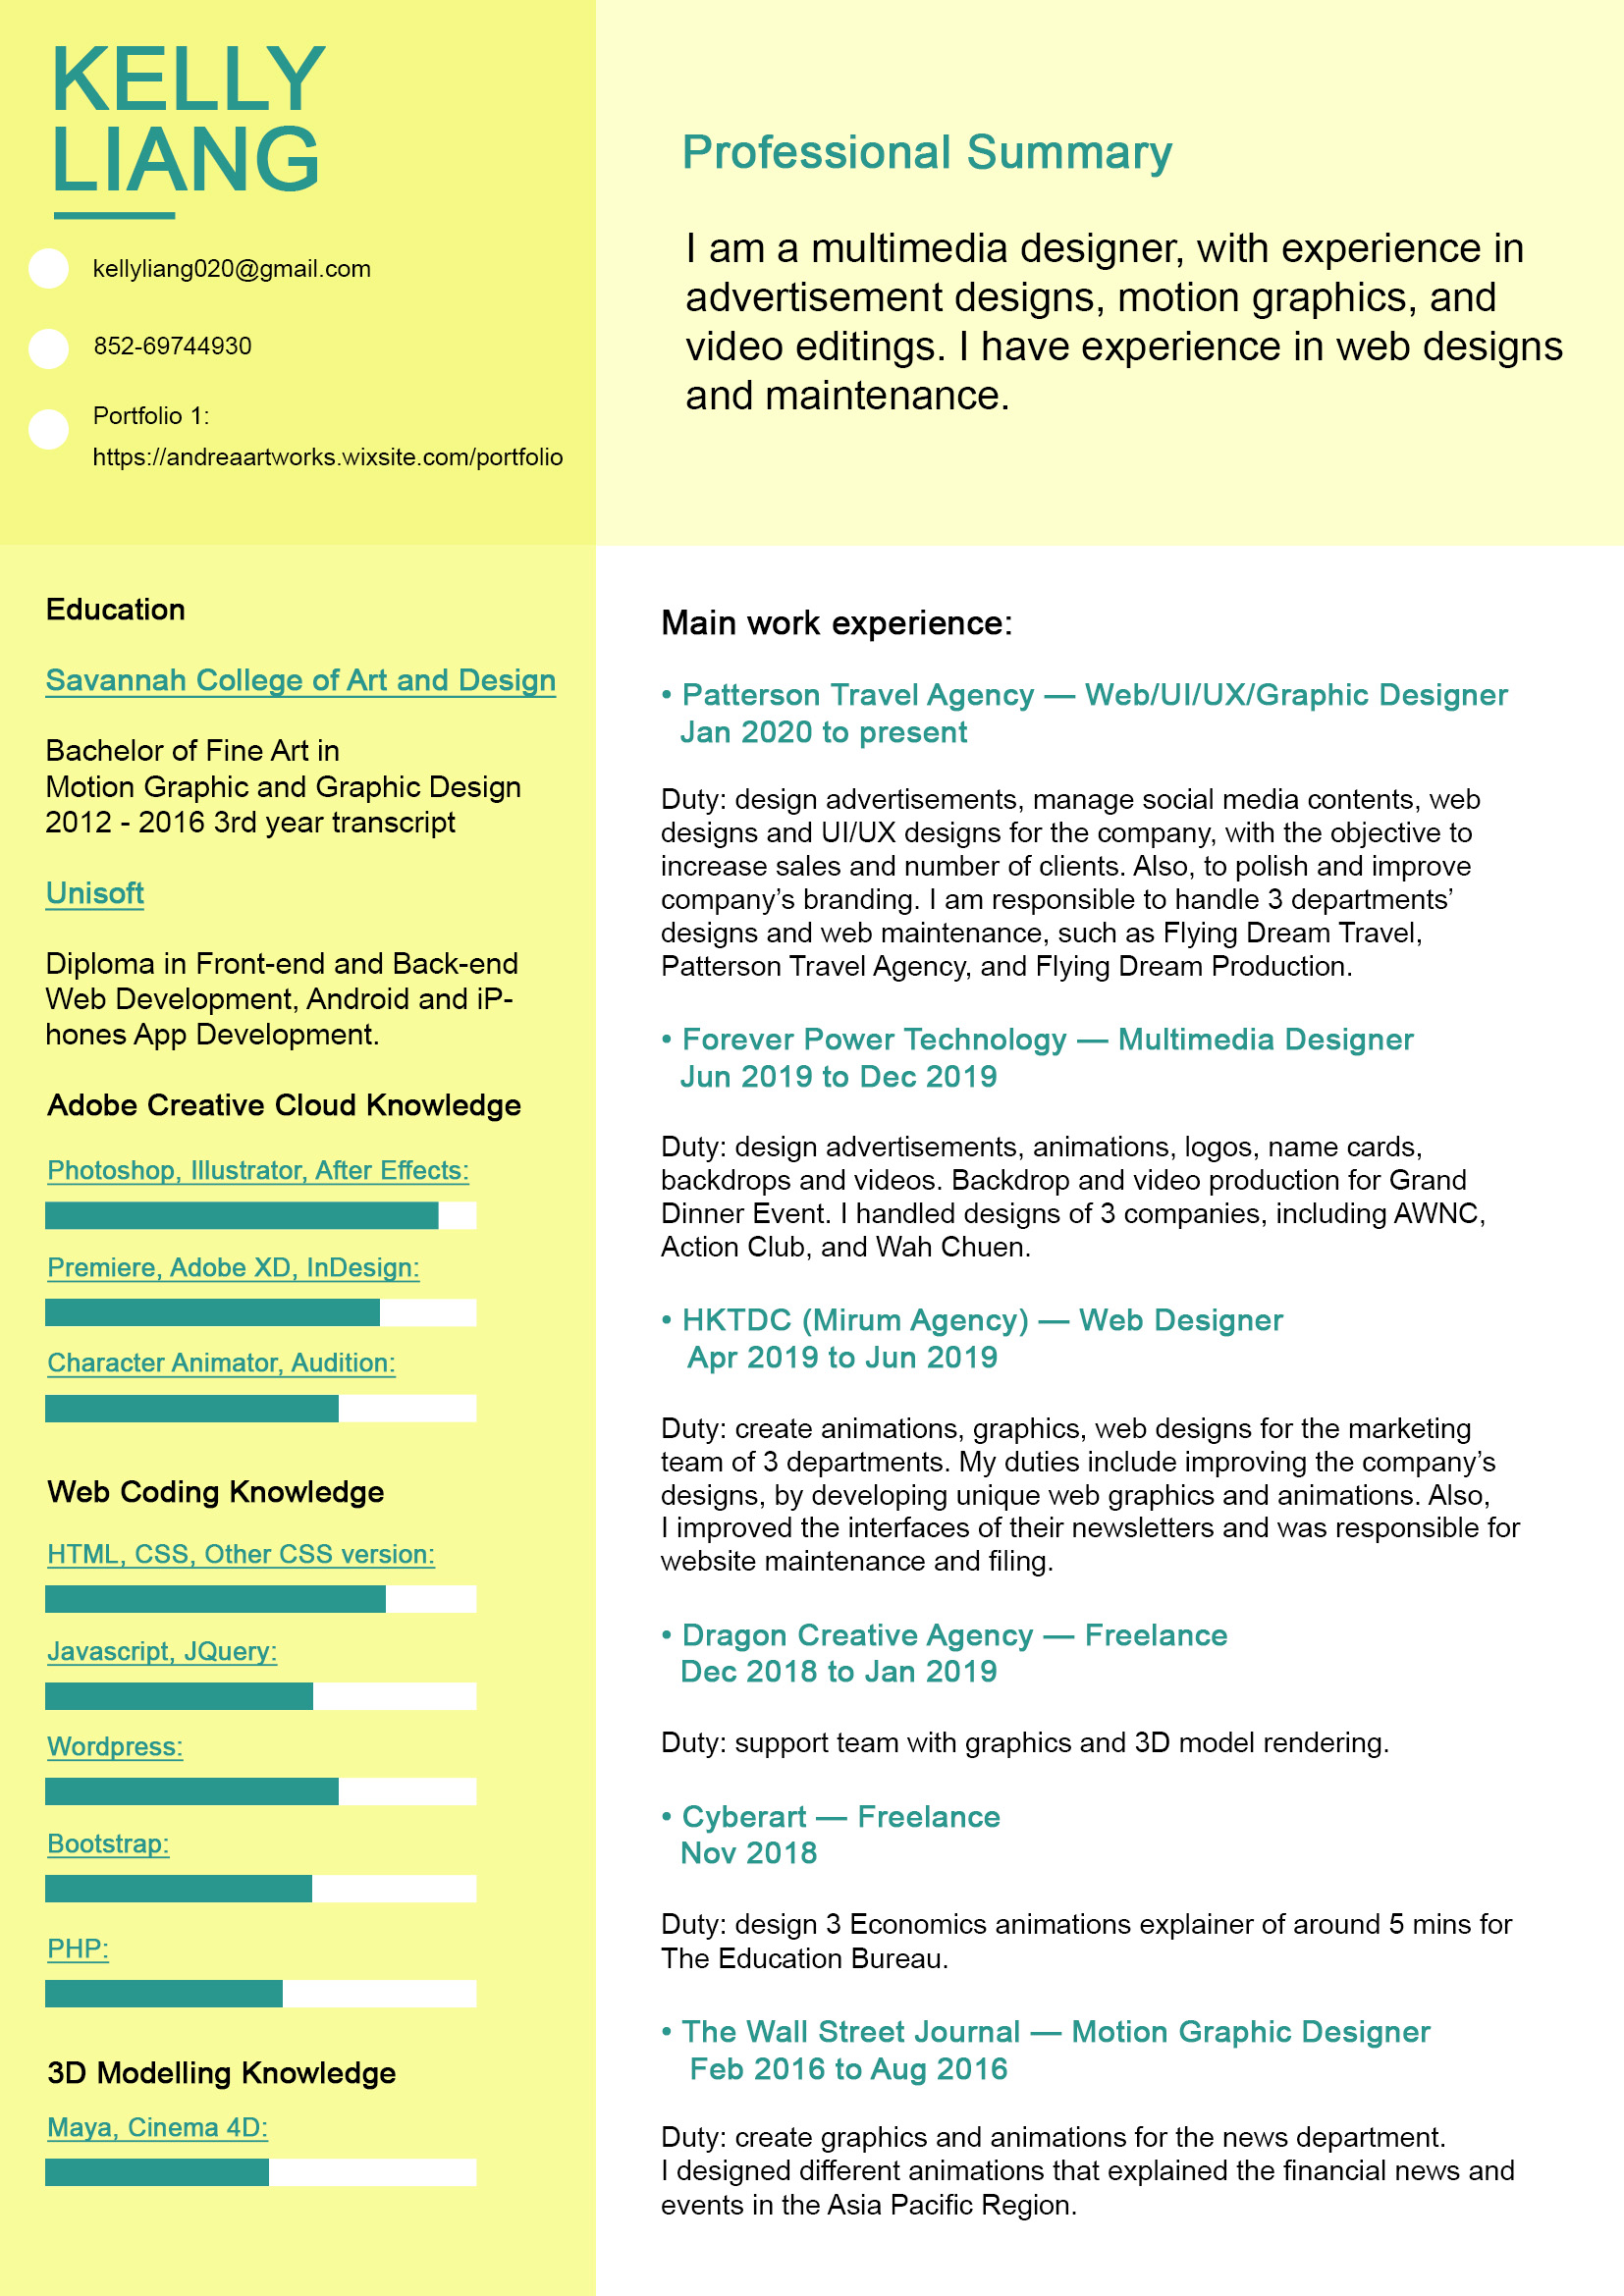 KELLY
LIANG
kellyliang020@gmail.com
852-69744930
Portfolio 1:
https://andreaartworks.wixsite.com/portfolio
Professional Summary
I am a multimedia designer, with experience in
advertisement designs, motion graphics, and
video editings. I have experience in web designs
and maintenance.
Education
Savannah College of Art and Design
Bachelor of Fine Art in
Motion Graphic and Graphic Design
2012 - 2016 3rd year transcript
Unisoft
Diploma in Front-end and Back-end
Web Development, Android and iP-
hones App Development.
Adobe Creative Cloud Knowledge
Photoshop, Illustrator, After Effects:
Premiere, Adobe XD, InDesign:
Character Animator, Audition:
Web Coding Knowledge
HTML, CSS, Other CSS version:
Javascript, JQuery:
Wordpress:
Bootstrap:
PHP:
3D Modelling Knowledge
Maya, Cinema 4D:
Main work experience:
• Patterson Travel Agency — Web/UI/UX/Graphic Designer
Jan 2020 to present
Duty: design advertisements, manage social media contents, web
designs and UI/UX designs for the company, with the objective to
increase sales and number of clients. Also, to polish and improve
company’s branding. I am responsible to handle 3 departments’
designs and web maintenance, such as Flying Dream Travel,
Patterson Travel Agency, and Flying Dream Production.
• Forever Power Technology — Multimedia Designer
Jun 2019 to Dec 2019
Duty: design advertisements, animations, logos, name cards,
backdrops and videos. Backdrop and video production for Grand
Dinner Event. I handled designs of 3 companies, including AWNC,
Action Club, and Wah Chuen.
• HKTDC (Mirum Agency) — Web Designer
Apr 2019 to Jun 2019
Duty: create animations, graphics, web designs for the marketing
team of 3 departments. My duties include improving the company’s
designs, by developing unique web graphics and animations. Also,
I improved the interfaces of their newsletters and was responsible for
website maintenance and filing.
• Dragon Creative Agency — Freelance
Dec 2018 to Jan 2019
Duty: support team with graphics and 3D model rendering.
• Cyberart — Freelance
Nov 2018
Duty: design 3 Economics animations explainer of around 5 mins for
The Education Bureau.
• The Wall Street Journal — Motion Graphic Designer
Feb 2016 to Aug 2016
Duty: create graphics and animations for the news department.
I designed different animations that explained the financial news and
events in the Asia Pacific Region.